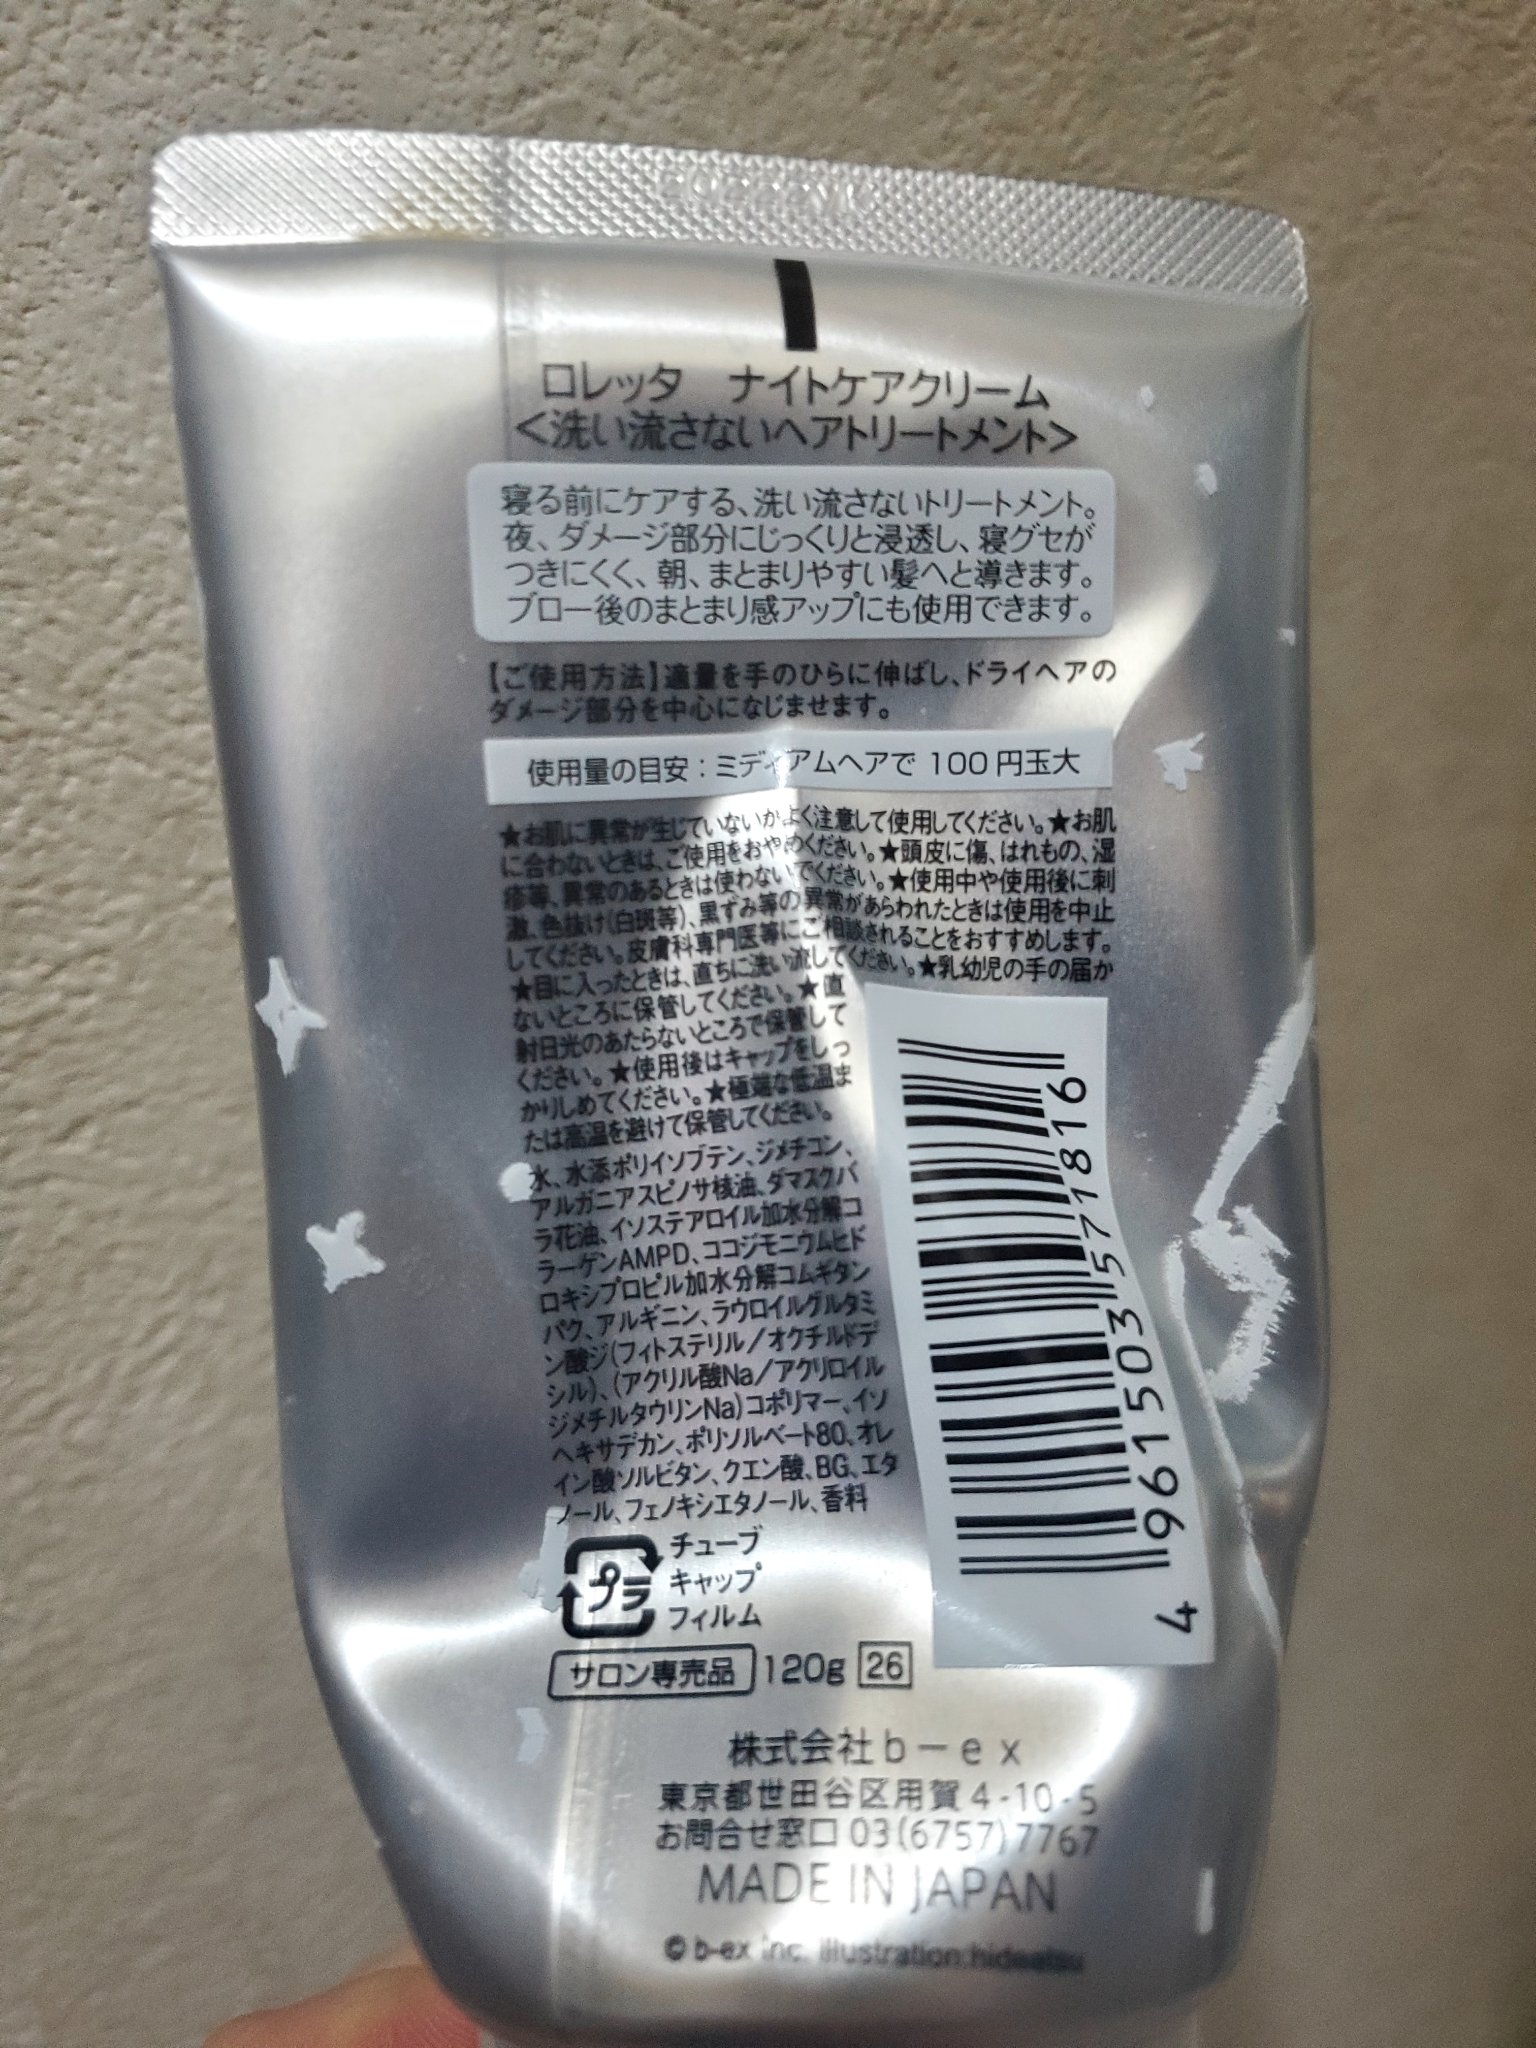 ロレッタ　ナイトケアクリーム
<洗い流さないヘアトリートメント>
寝る前にケアする、洗い流さないトリートメント。
夜、ダメージ部分にじっくりと浸透し、寝グセが
つきにくく、朝、まとまりやすい髪へと導きます。
ブロー後のまとまり感アップにも使用できます。
【ご使用方法】適量を手のひらに伸ばし、ドライヘアの
ダメージ部分を中心になじませます。
使用量の目安：ミディアムヘアで 100 円玉大
★お肌に異常が生じていないかよく注意して使用してください。★お肌
に合わないときは、ご使用をおやめください。★頭皮に傷、はれもの、湿
疹等、異常のあるときは使わないでください。★使用中や使用後に刺
激、色抜け(白斑等)、黒ずみ等の異常があらわれたときは使用を中止
してください。皮膚科専門医等にご相談されることをおすすめします。
★目に入ったときは、直ちに洗い流してください。★乳幼児の手の届か
ないところに保管してください。★直
射日光のあたらないところで保管して
ください。★使用後はキャップをしっ
かりしめてください。★極端な低温ま
たは高温を避けて保管してください。
水、水添ポリイソブテン、ジメチコン、
アルガニアスピノサ核油、ダマスクバ
ラ花油、イソステアロイル加水分解コ
ラーゲンAMPD、ココジモニウムヒド
ロキシプロピル加水分解コムギタン
パク、アルギニン、ラウロイルグルタミ
ン酸ジ(フィトステリル／オクチルドデ
シル)、(アクリル酸Na／アクリロイル
ジメチルタウリンNa)コポリマー、イソ
ヘキサデカン、ポリソルベート80、オレ
イン酸ソルビタン、クエン酸、BG、エタ
ノール、フェノキシエタノール、香料
4 961503 571816
プラ
チューブ
キャップ
フィルム
サロン専売品 120g 26
株式会社ｂ－ｅｘ
東京都世田谷区用賀4-10-5
お問合せ窓口 03(6757)7767
MADE IN JAPAN
© b-ex inc. illustration:hideatsu